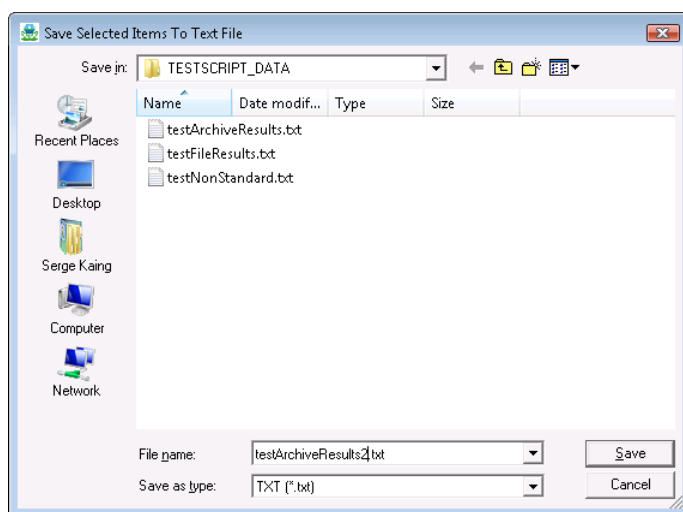 Save Selected Items To Text File
Save in: TESTSCRIPT_DATA
Name Date modif... Type Size
testArchiveResults.txt
testFileResults.txt
testNonStandard.txt
Recent Places
Desktop
Serge Kaing
Computer
Network
File name: testArchiveResults2.txt Save
Save as type: TXT (*.txt) Cancel